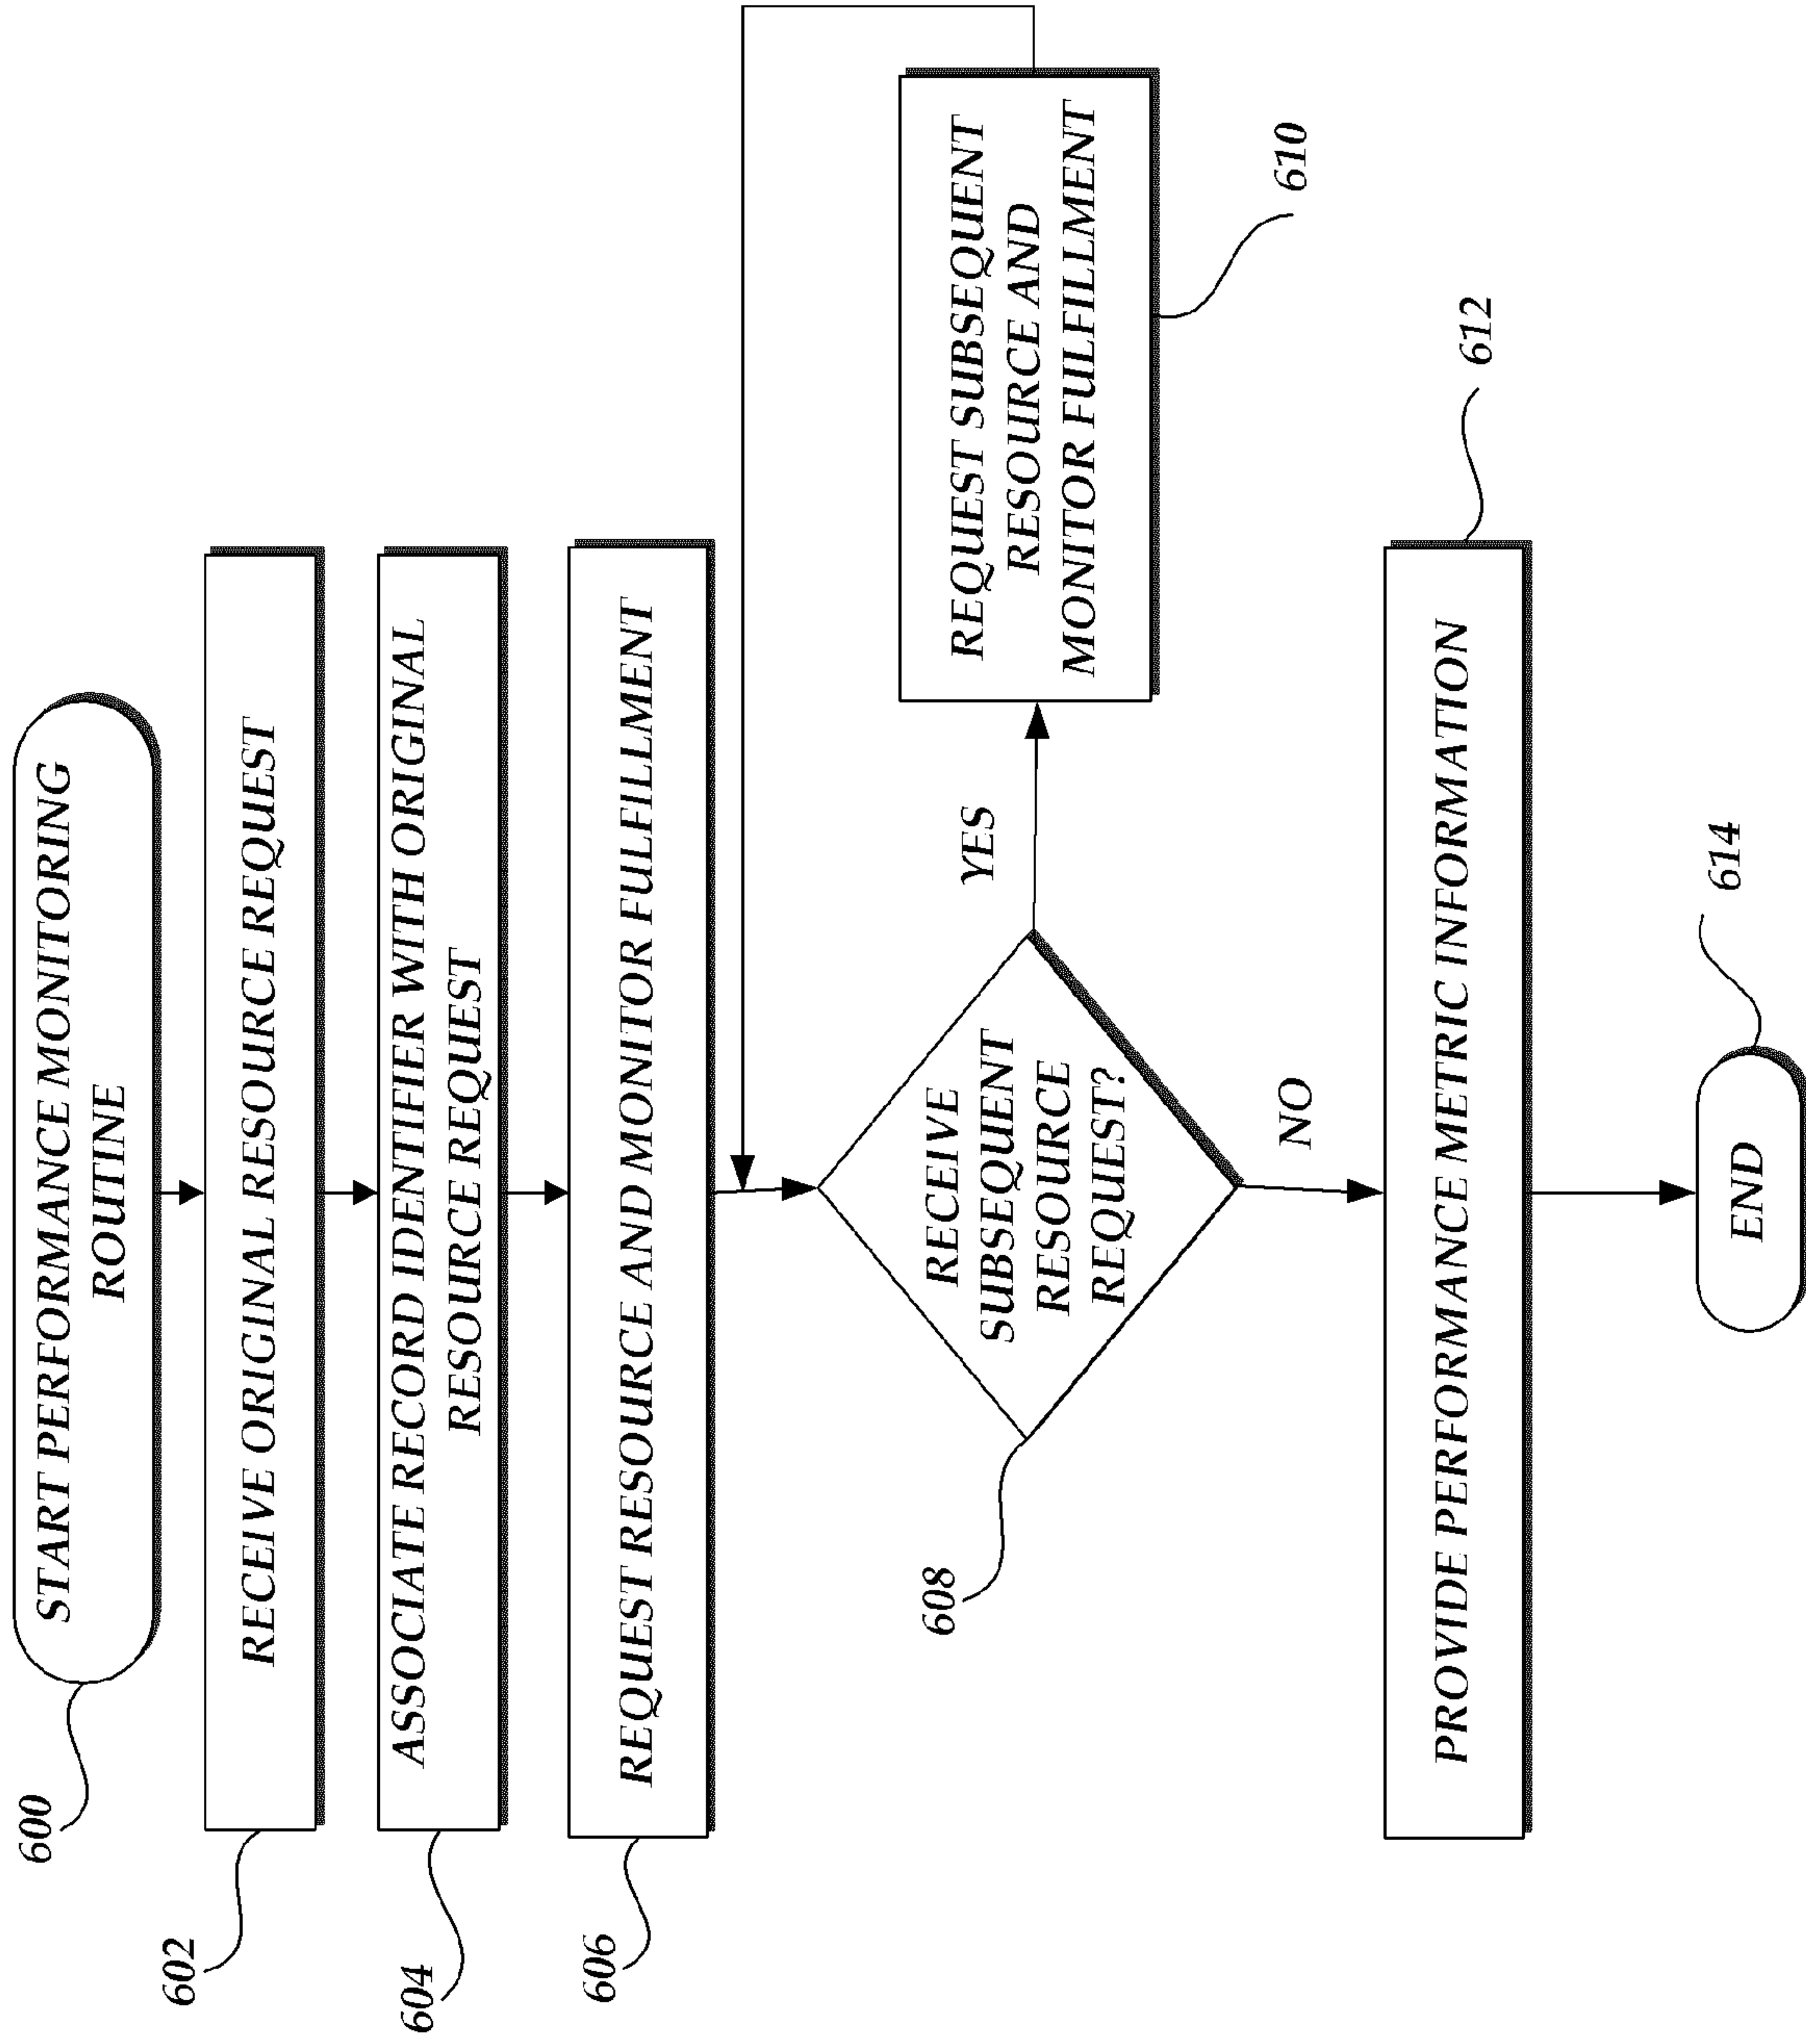 600
START PERFORMANCE MONITORING
ROUTINE
602
RECEIVE ORIGINAL RESOURCE REQUEST
604
ASSOCIATE RECORD IDENTIFIER WITH ORIGINAL
RESOURCE REQUEST
606
REQUEST RESOURCE AND MONITOR FULFILLMENT
608
RECEIVE
SUBSEQUENT
RESOURCE
REQUEST?
YES
REQUEST SUBSEQUENT
RESOURCE AND
MONITOR FULFILLMENT
610
NO
PROVIDE PERFORMANCE METRIC INFORMATION
612
END
614